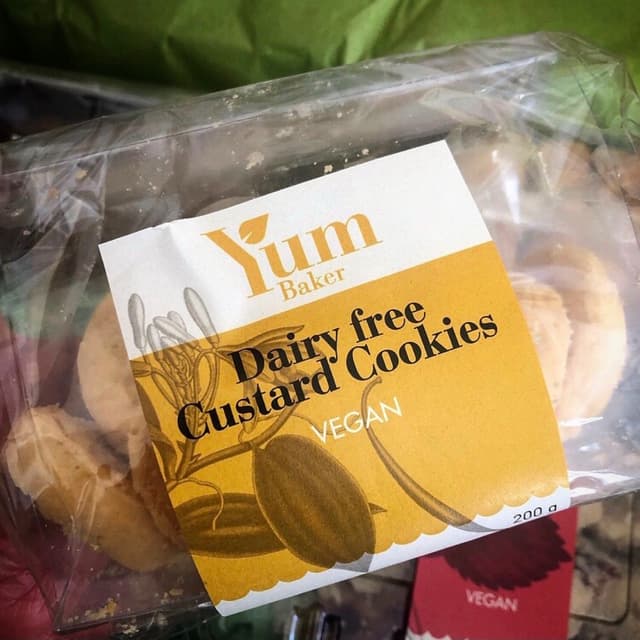 Yum
Baker
Dairy free
Custard Cookies
VEGAN
200 g
VEGAN